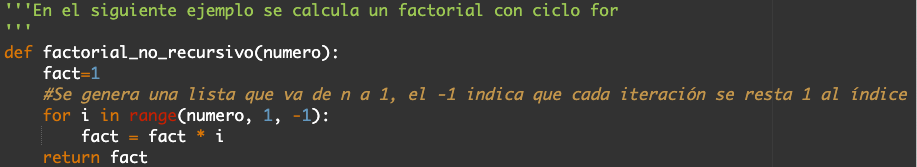 '''En el siguiente ejemplo se calcula un factorial con ciclo for
'''
def factorial_no_recursivo(numero):
    fact=1
    #Se genera una lista que va de n a 1, el -1 indica que cada iteración se resta 1 al índice
    for i in range(numero, 1, -1):
        fact = fact * i
    return fact